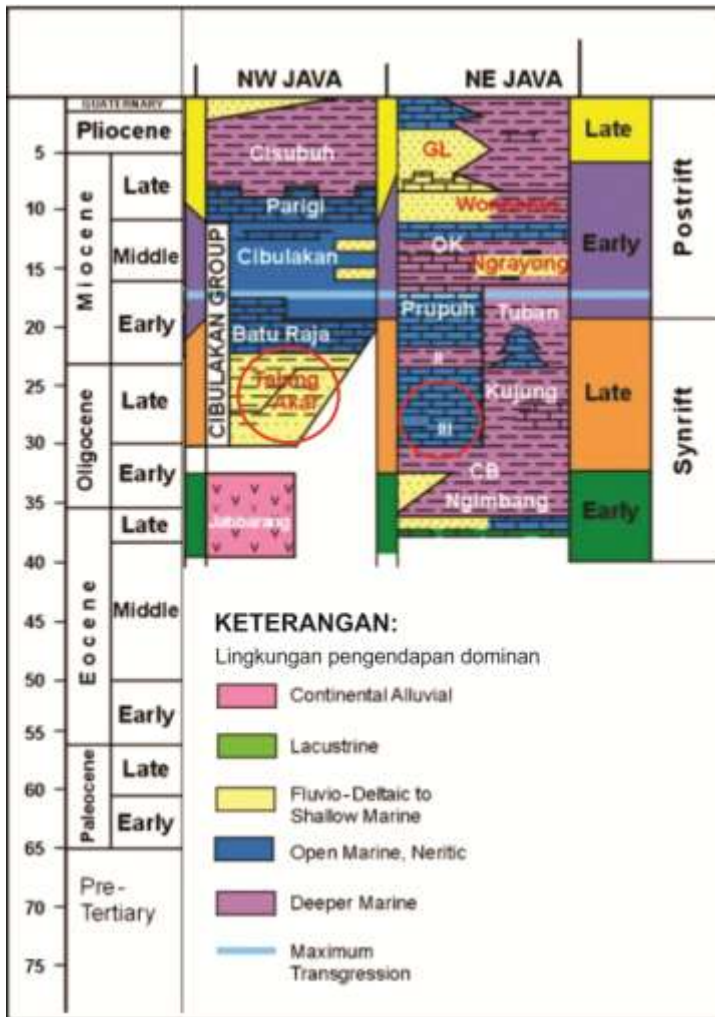 NW JAVA
NE JAVA
QUATERNARY
Pliocene
Miocene
Late
Middle
Early
Oligocene
Late
Early
Eocene
Late
Middle
Early
Paleocene
Late
Early
Pre-
Tertiary
5
10
15
20
25
30
35
40
45
50
55
60
65
70
75
Cisubuh
Parigi
Cibulakan
CIBULAKAN GROUP
Batu Raja
Talang
Akar
Jatibarang
GL
Wonocolo
OK
Ngrayong
Prupuh
Tuban
II
Kujung
III
CB
Ngimbang
Late
Early
Late
Early
Postrift
Synrift
KETERANGAN:
Lingkungan pengendapan dominan
Continental Alluvial
Lacustrine
Fluvio-Deltaic to
Shallow Marine
Open Marine, Neritic
Deeper Marine
Maximum
Transgression